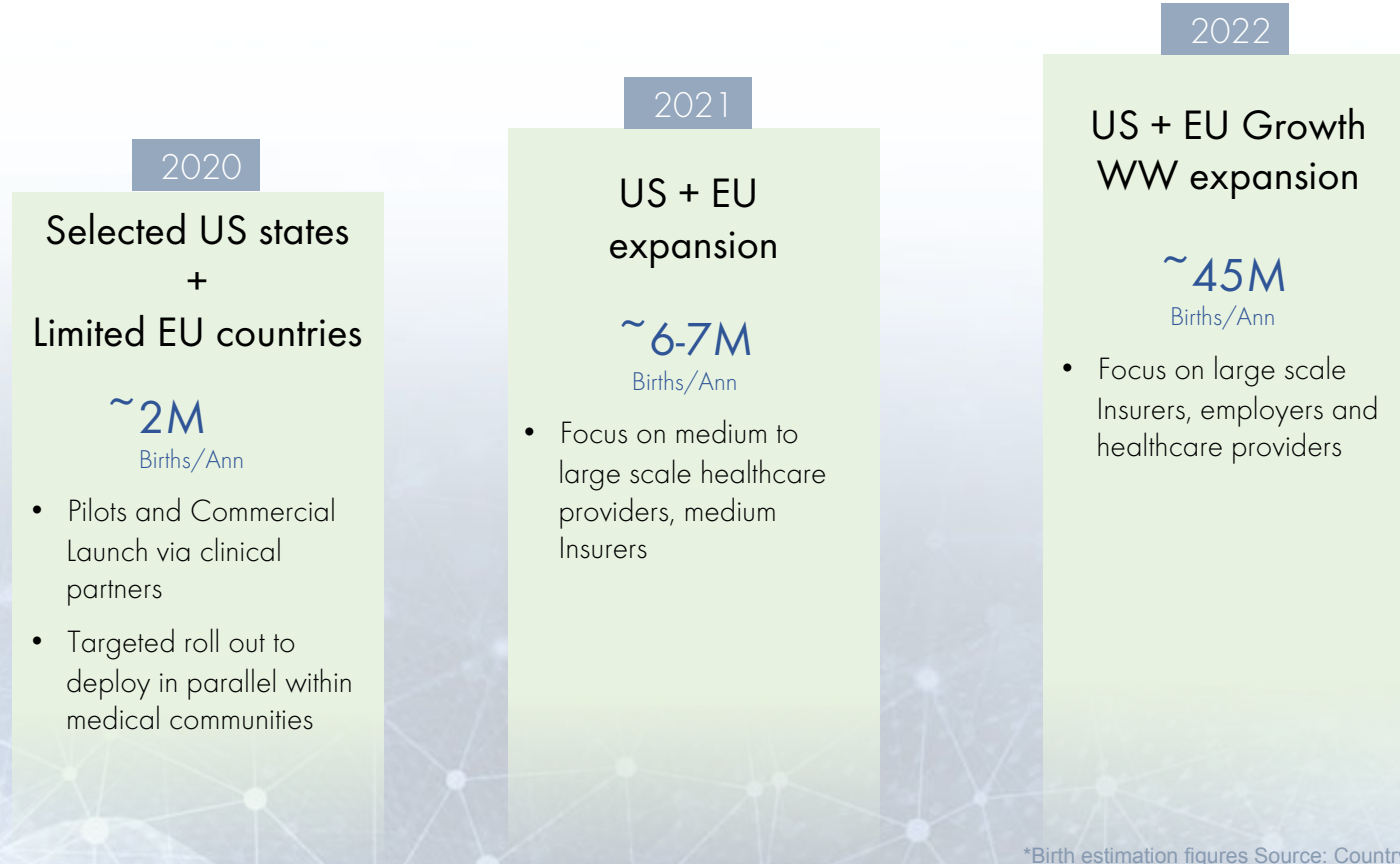 2020
Selected US states
+
Limited EU countries
~2M
Births/Ann
• Pilots and Commercial
Launch via clinical
partners
• Targeted roll out to
deploy in parallel within
medical communities
2021
US + EU
expansion
~6-7M
Births/Ann
• Focus on medium to
large scale healthcare
providers, medium
Insurers
2022
US + EU Growth
WW expansion
~45M
Births/Ann
• Focus on large scale
Insurers, employers and
healthcare providers
*Birth estimation figures Source: Country